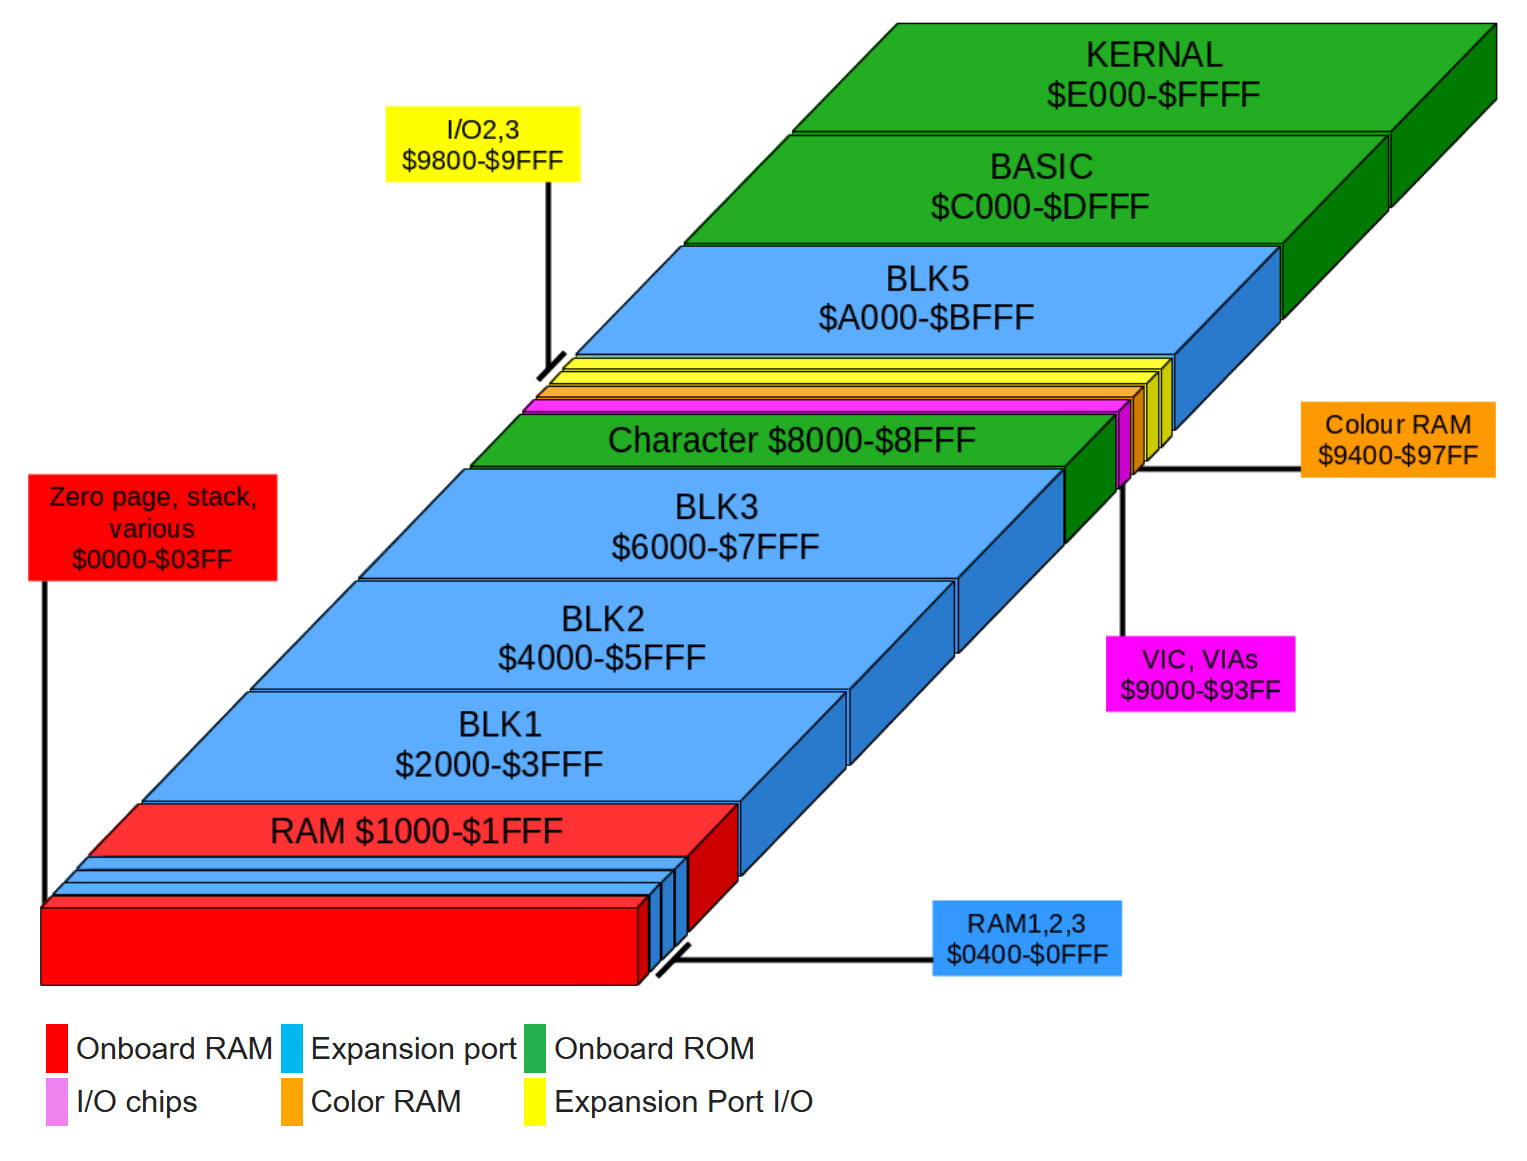 KERNAL
$E000-$FFFF
I/O2,3
$9800-$9FFF
BASIC
$C000-$DFFF
BLK5
$A000-$BFFF
Colour RAM
$9400-$97FF
Character $8000-$8FFF
Zero page, stack,
various
$0000-$03FF
BLK3
$6000-$7FFF
BLK2
$4000-$5FFF
VIC, VIAs
$9000-$93FF
BLK1
$2000-$3FFF
RAM $1000-$1FFF
RAM1,2,3
$0400-$0FFF
Onboard RAM Expansion port Onboard ROM
I/O chips Color RAM Expansion Port I/O